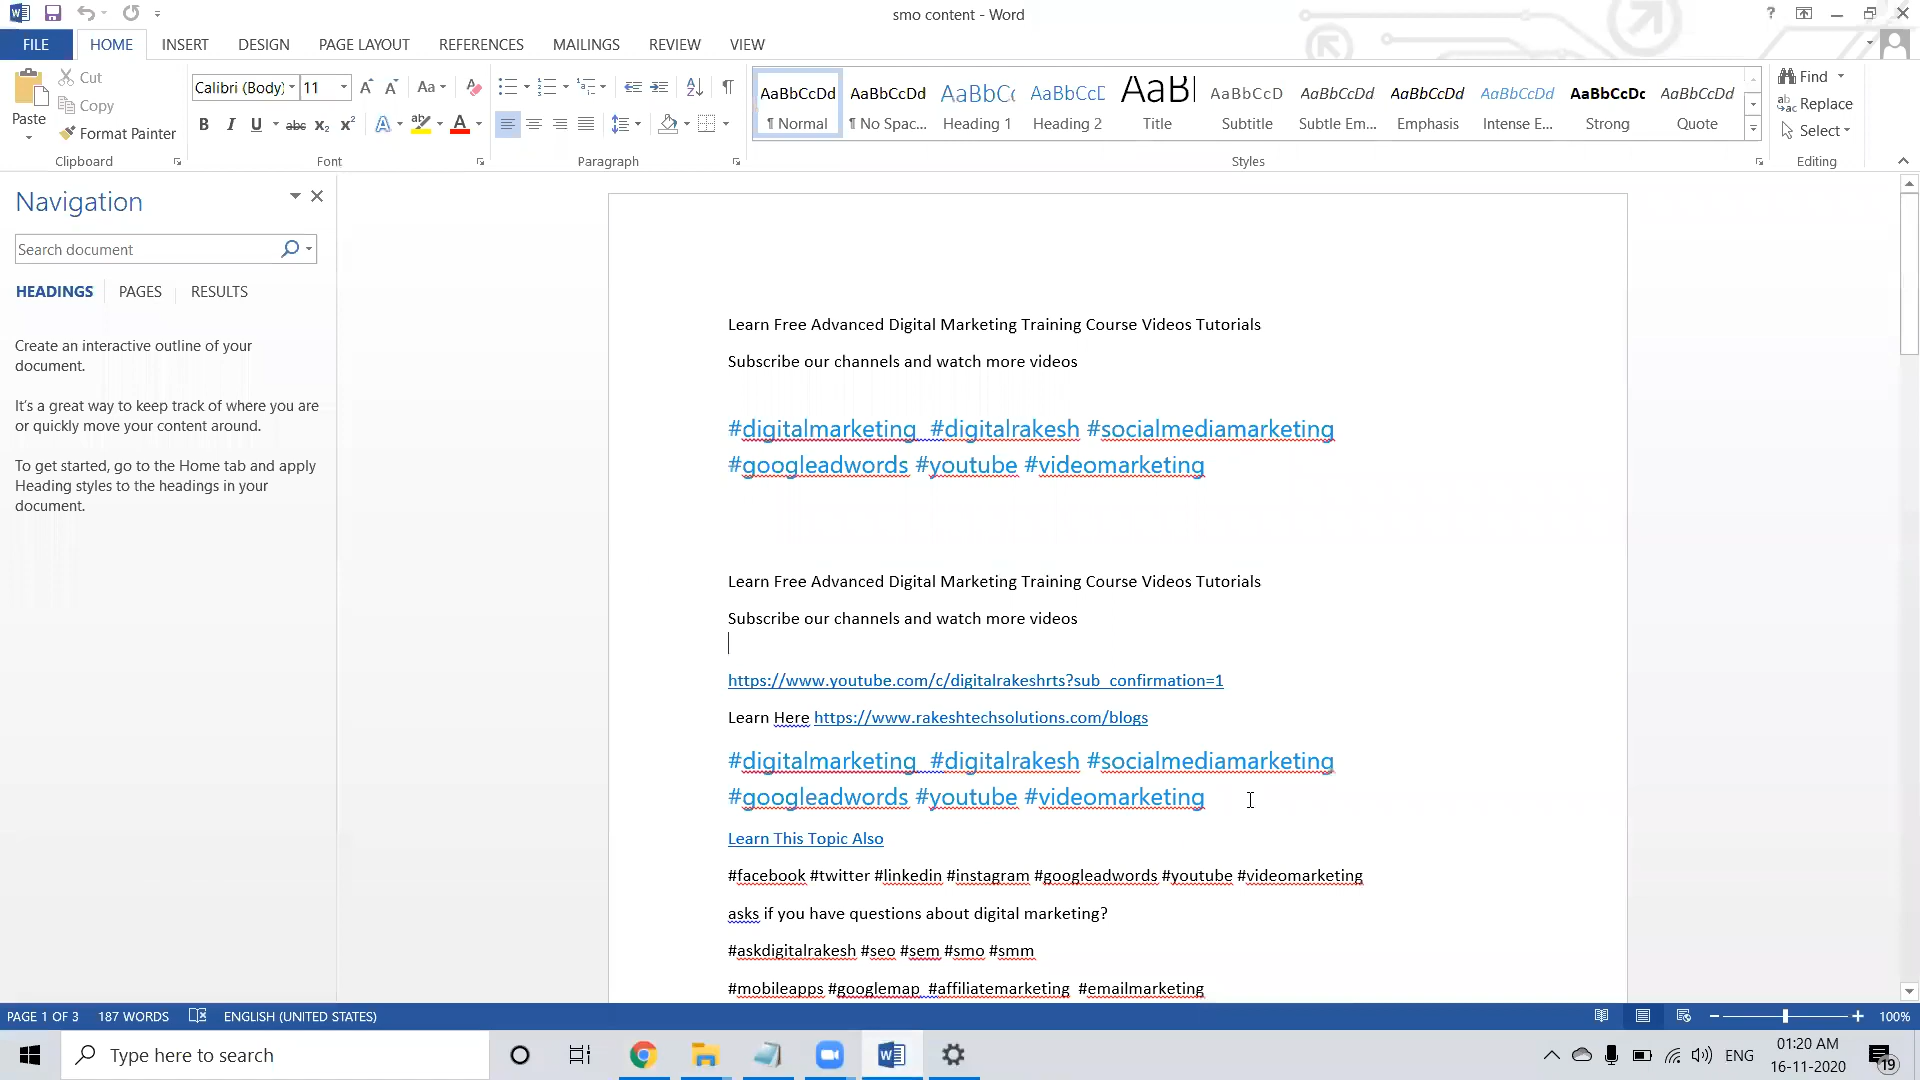 smo content - Word
?
FILE HOME INSERT DESIGN PAGE LAYOUT REFERENCES MAILINGS REVIEW VIEW
Paste
Cut
Copy
Format Painter
Clipboard
Calibri (Body) 11
Aa
B I U abc X₂ X²
A ab A
Font
Paragraph
AaBbCcDd AaBbCcDd AaBbCc AaBbCcD AaBl AaBbCcD AaBbCcDd AaBbCcDd AaBbCcDd AaBbCcDc AaBbCcDd
¶ Normal ¶ No Spac... Heading 1 Heading 2 Title Subtitle Subtle Em... Emphasis Intense E... Strong Quote
Styles
Find
Replace
Select
Editing
Navigation
Search document
HEADINGS PAGES RESULTS
Create an interactive outline of your
document.
It's a great way to keep track of where you are
or quickly move your content around.
To get started, go to the Home tab and apply
Heading styles to the headings in your
document.
Learn Free Advanced Digital Marketing Training Course Videos Tutorials
Subscribe our channels and watch more videos
#digitalmarketing #digitalrakesh #socialmediamarketing
#googleadwords #youtube #videomarketing
Learn Free Advanced Digital Marketing Training Course Videos Tutorials
Subscribe our channels and watch more videos
https://www.youtube.com/c/digitalrakeshrts?sub_confirmation=1
Learn Here https://www.rakeshtechsolutions.com/blogs
#digitalmarketing #digitalrakesh #socialmediamarketing
#googleadwords #youtube #videomarketing
Learn This Topic Also
#facebook #twitter #linkedin #instagram #googleadwords #youtube #videomarketing
asks if you have questions about digital marketing?
#askdigitalrakesh #seo #sem #smo #smm
#mobileapps #googlemap #affiliatemarketing #emailmarketing
PAGE 1 OF 3 187 WORDS ENGLISH (UNITED STATES) 100%
Type here to search
ENG
01:20 AM
16-11-2020
19